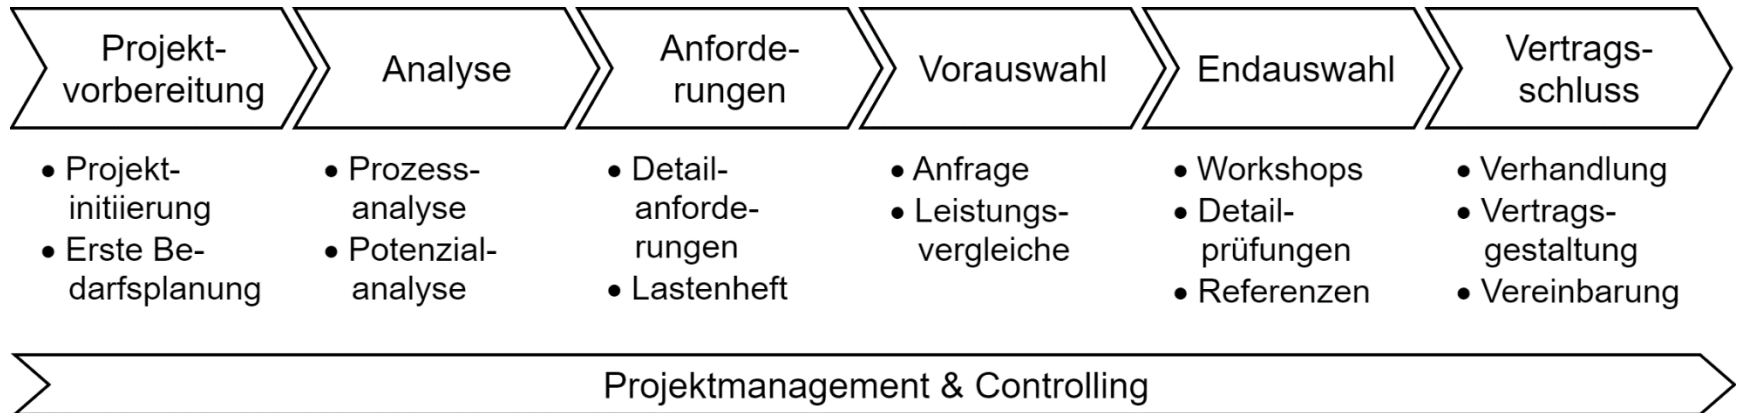 Projekt-
vorbereitung
Analyse
Anforde-
rungen
Vorauswahl
Endauswahl
Vertrags-
schluss
• Projekt-
initiierung
• Erste Be-
darfsplanung
• Prozess-
analyse
• Potenzial-
analyse
• Detail-
anforde-
rungen
• Lastenheft
• Anfrage
• Leistungs-
vergleiche
• Workshops
• Detail-
prüfungen
• Referenzen
• Verhandlung
• Vertrags-
gestaltung
• Vereinbarung
Projektmanagement & Controlling